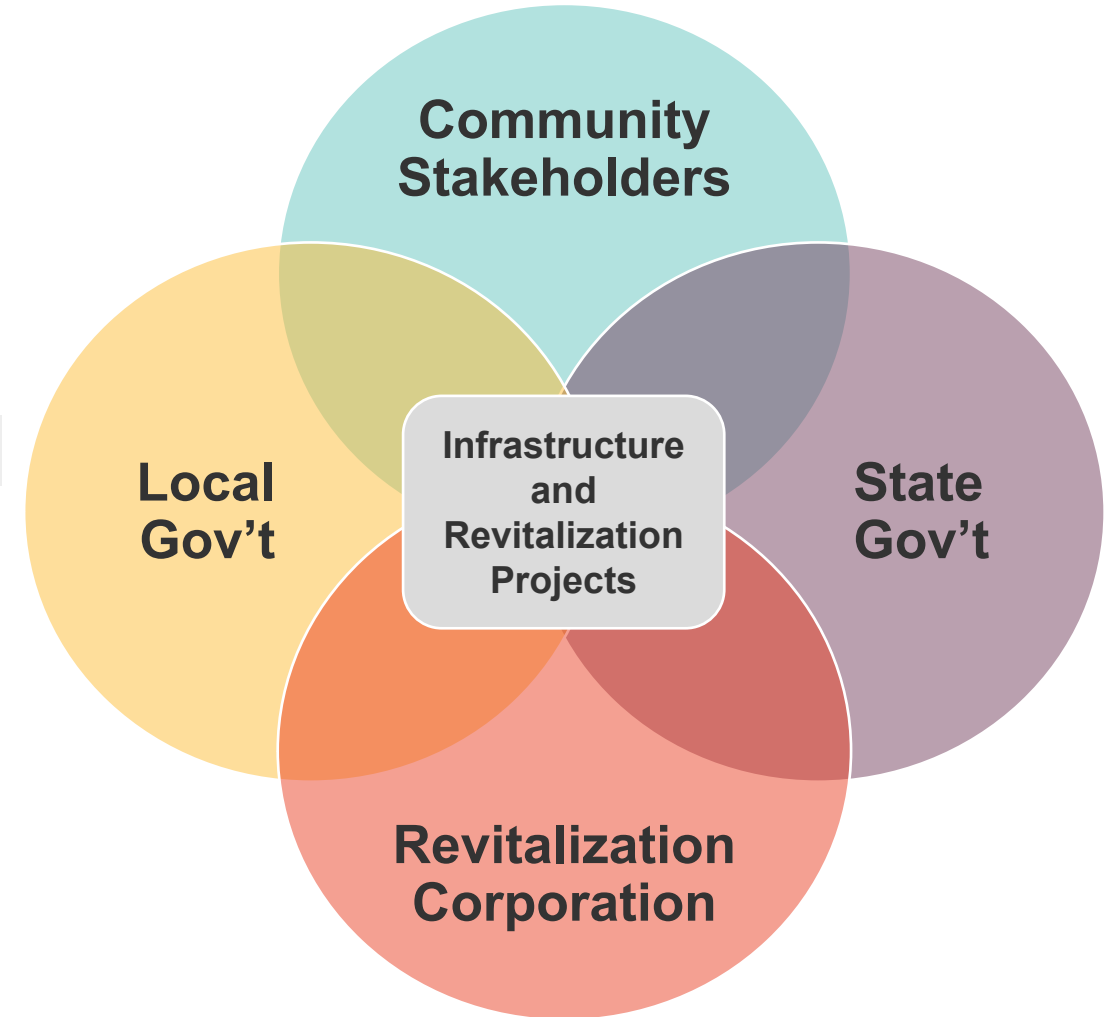 Community
Stakeholders
Infrastructure
and
Revitalization
Projects
Local
Gov’t
State
Gov’t
Revitalization
Corporation